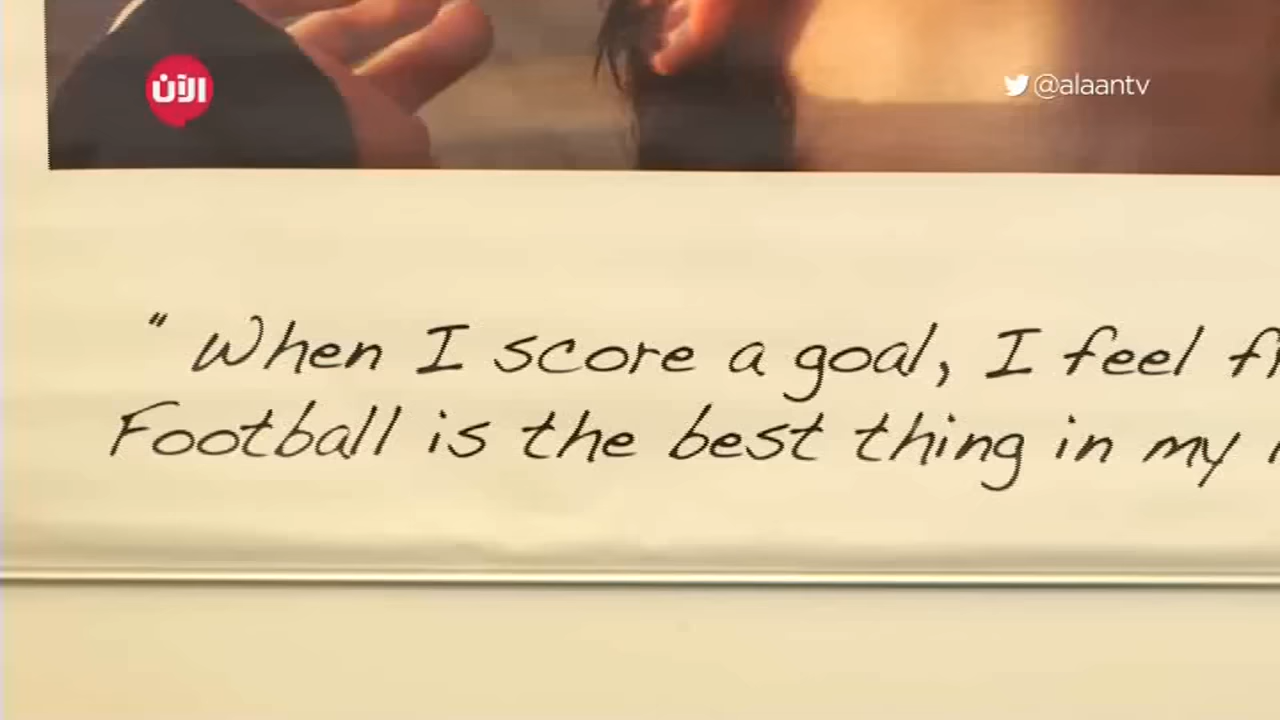 الآن
@alaantv
" When I score a goal, I feel
Football is the best thing in my